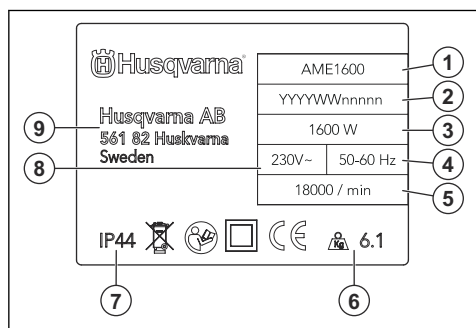 Husqvarna
AME1600
YYYYWWnnnnn
1600 W
230V~ 50-60 Hz
18000 / min
Husqvarna AB
561 82 Huskvarna
Sweden
IP44 CE Kg 6.1
1
2
3
4
5
6
7
8
9